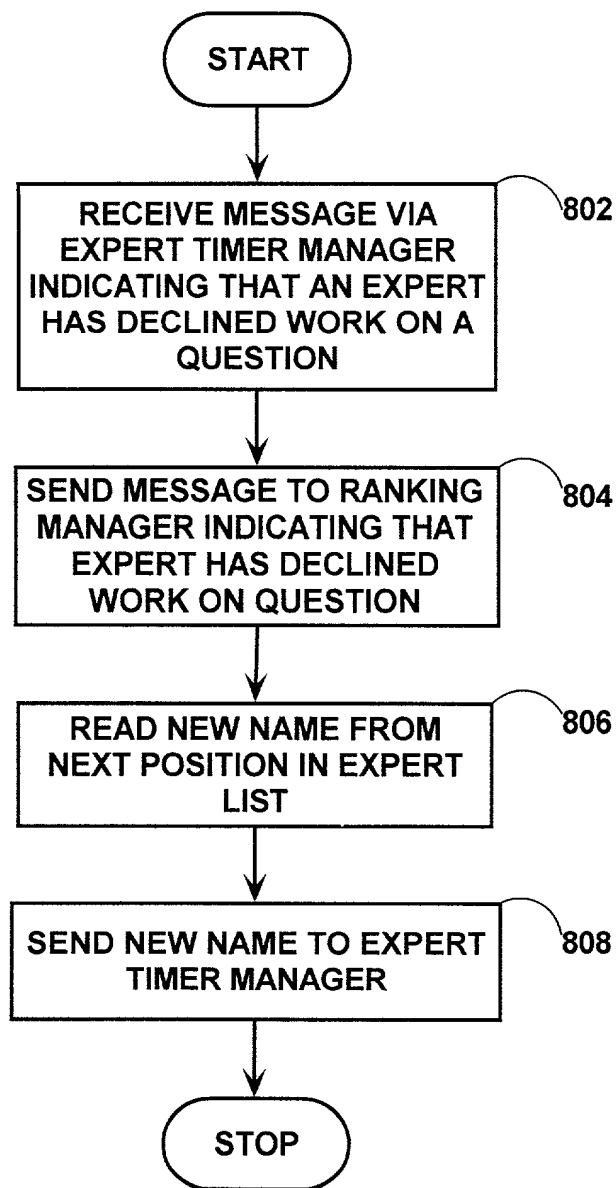 START
RECEIVE MESSAGE VIA
EXPERT TIMER MANAGER
INDICATING THAT AN EXPERT
HAS DECLINED WORK ON A
QUESTION
802
SEND MESSAGE TO RANKING
MANAGER INDICATING THAT
EXPERT HAS DECLINED
WORK ON QUESTION
804
READ NEW NAME FROM
NEXT POSITION IN EXPERT
LIST
806
SEND NEW NAME TO EXPERT
TIMER MANAGER
808
STOP